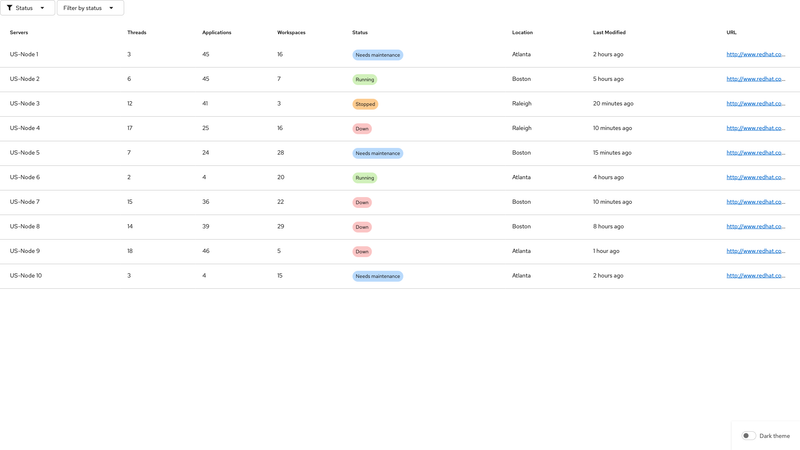 Status Filter by status
Servers Threads Applications Workspaces Status Location Last Modified URL
US-Node 1 3 45 16 Needs maintenance Atlanta 2 hours ago http://www.redhat.co...
US-Node 2 6 45 7 Running Boston 5 hours ago http://www.redhat.co...
US-Node 3 12 41 3 Stopped Raleigh 20 minutes ago http://www.redhat.co...
US-Node 4 17 25 16 Down Raleigh 10 minutes ago http://www.redhat.co...
US-Node 5 7 24 28 Needs maintenance Boston 15 minutes ago http://www.redhat.co...
US-Node 6 2 4 20 Running Atlanta 4 hours ago http://www.redhat.co...
US-Node 7 15 36 22 Down Boston 10 minutes ago http://www.redhat.co...
US-Node 8 14 39 29 Down Boston 8 hours ago http://www.redhat.co...
US-Node 9 18 46 5 Down Atlanta 1 hour ago http://www.redhat.co...
US-Node 10 3 4 15 Needs maintenance Atlanta 2 hours ago http://www.redhat.co...
Dark theme